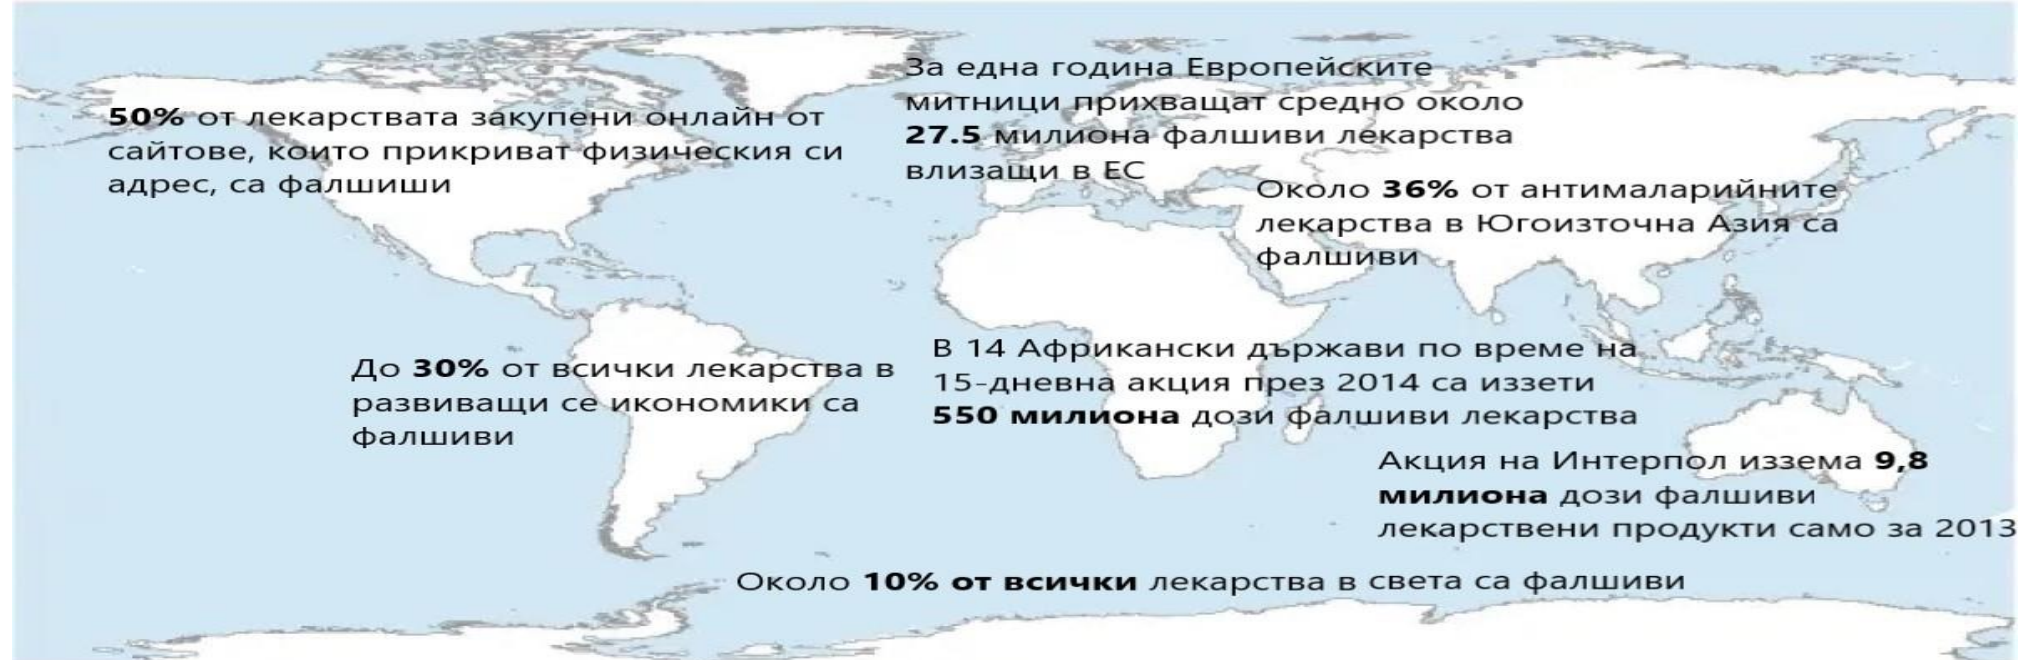 50% от лекарствата закупени онлайн от
сайтове, които прикриват физическия си
адрес, са фалшиши
За една година Европейските
митници прихващат средно около
27.5 милиона фалшиви лекарства
влизащи в ЕС
Около 36% от антималарийните
лекарства в Югоизточна Азия са
фалшиви
До 30% от всички лекарства в
развиващи се икономики са
фалшиви
В 14 Африкански държави по време на
15-дневна акция през 2014 са иззети
550 милиона дози фалшиви лекарства
Акция на Интерпол иззема 9,8
милиона дози фалшиви
лекарствени продукти само за 2013
Около 10% от всички лекарства в света са фалшиви